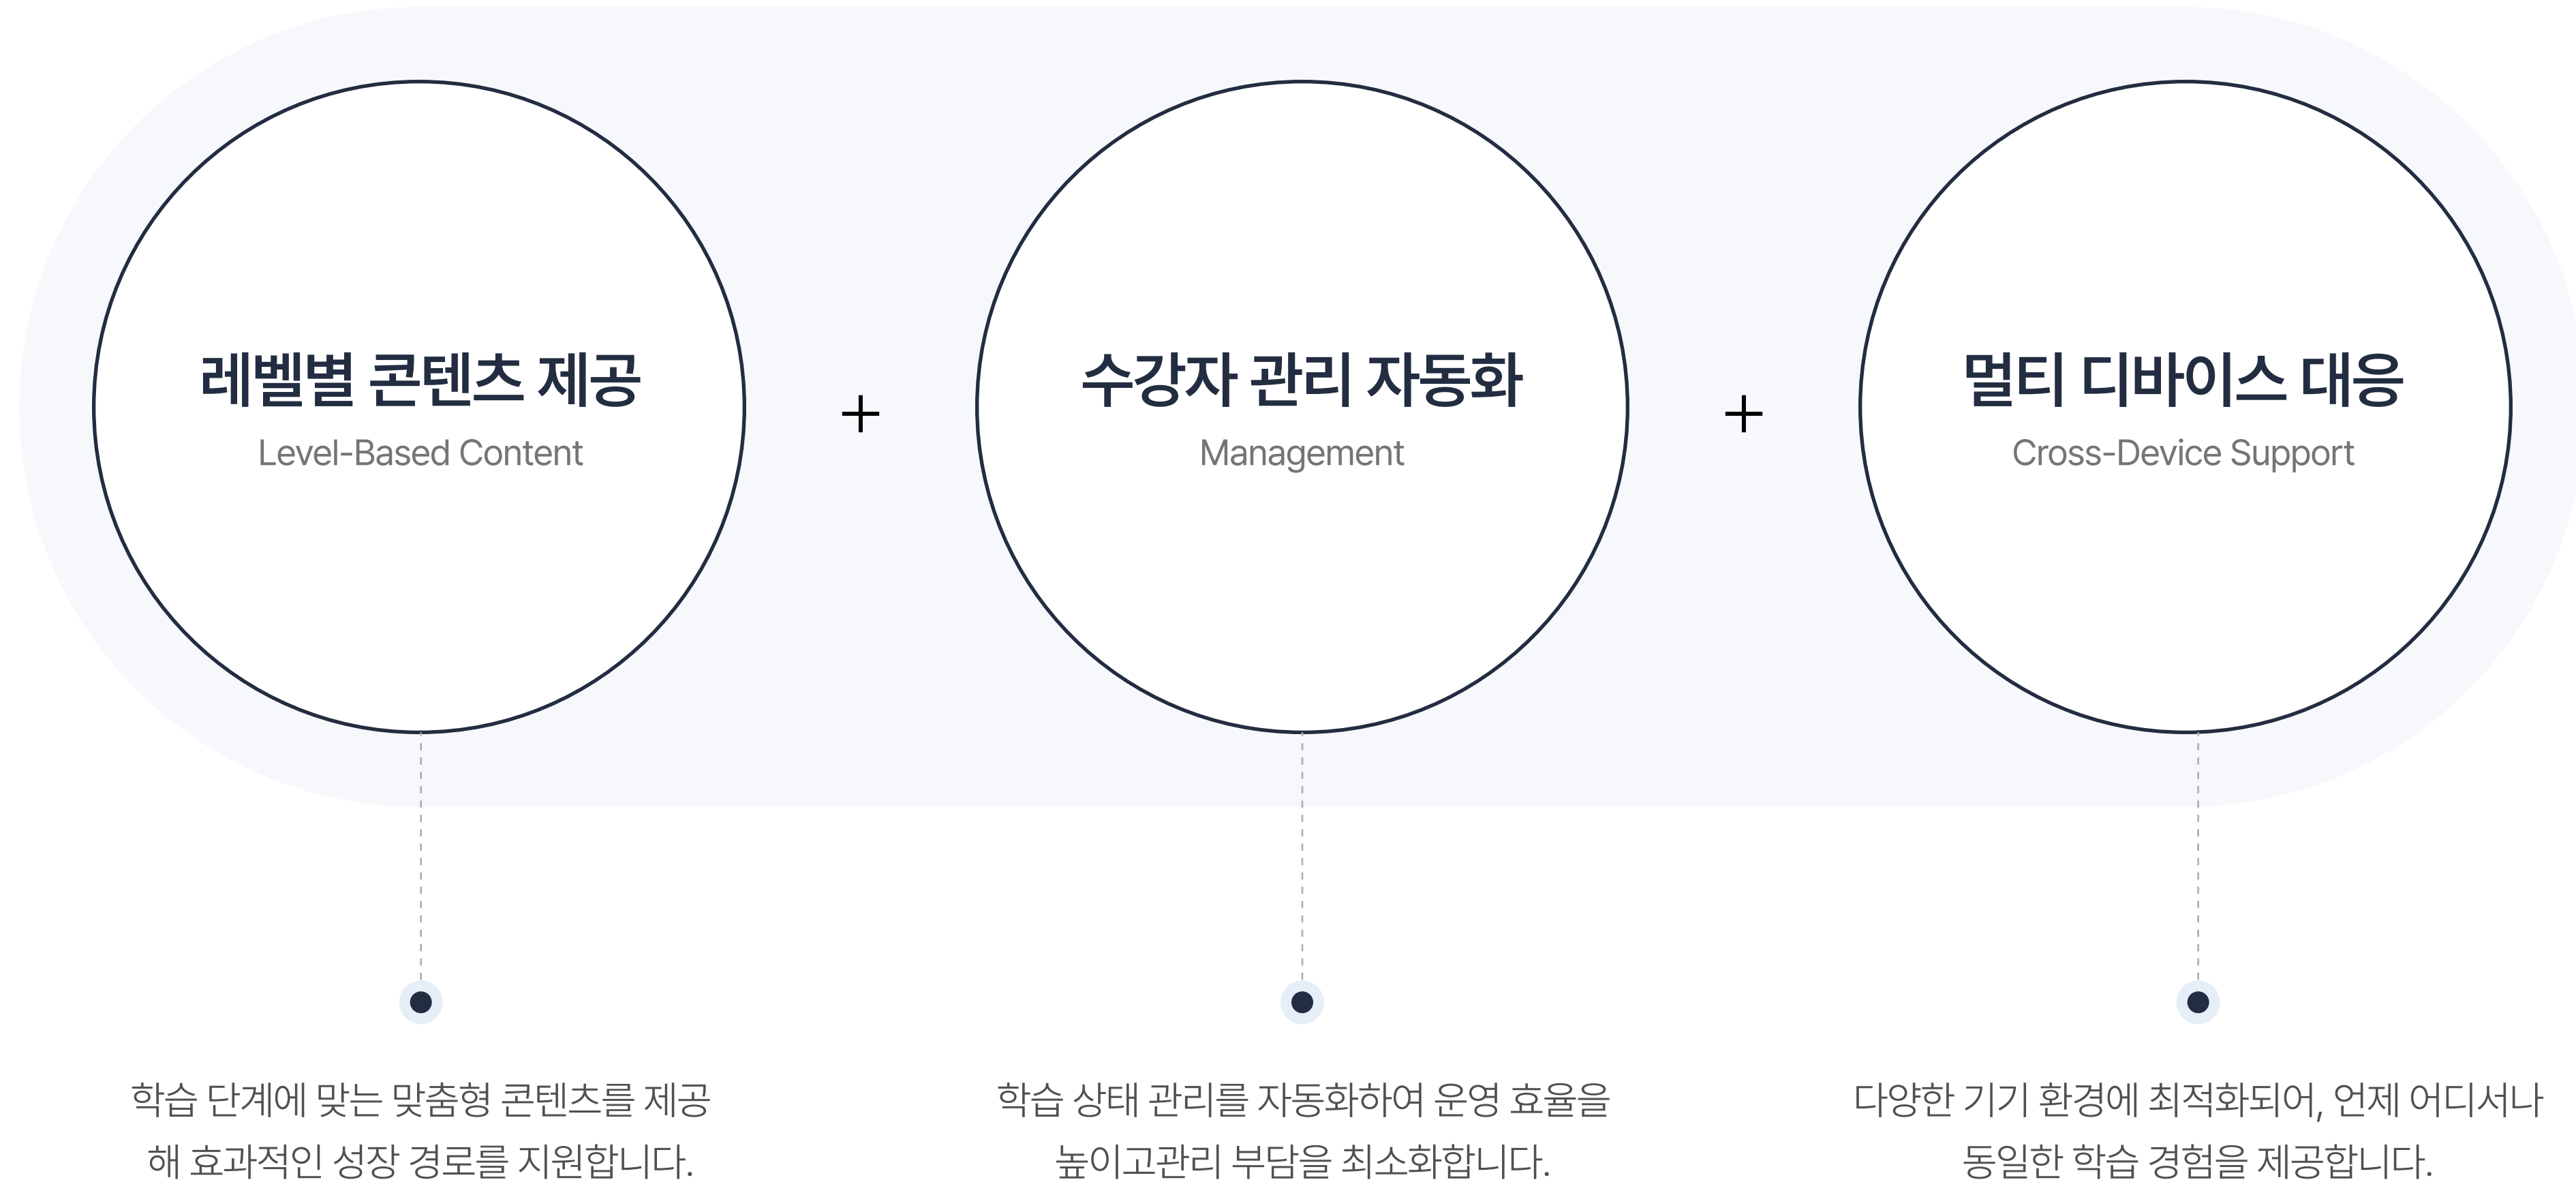 레벨별 콘텐츠 제공
Level-Based Content
+
수강자 관리 자동화
Management
+
멀티 디바이스 대응
Cross-Device Support
학습 단계에 맞는 맞춤형 콘텐츠를 제공
해 효과적인 성장 경로를 지원합니다.
학습 상태 관리를 자동화하여 운영 효율을
높이고관리 부담을 최소화합니다.
다양한 기기 환경에 최적화되어, 언제 어디서나
동일한 학습 경험을 제공합니다.